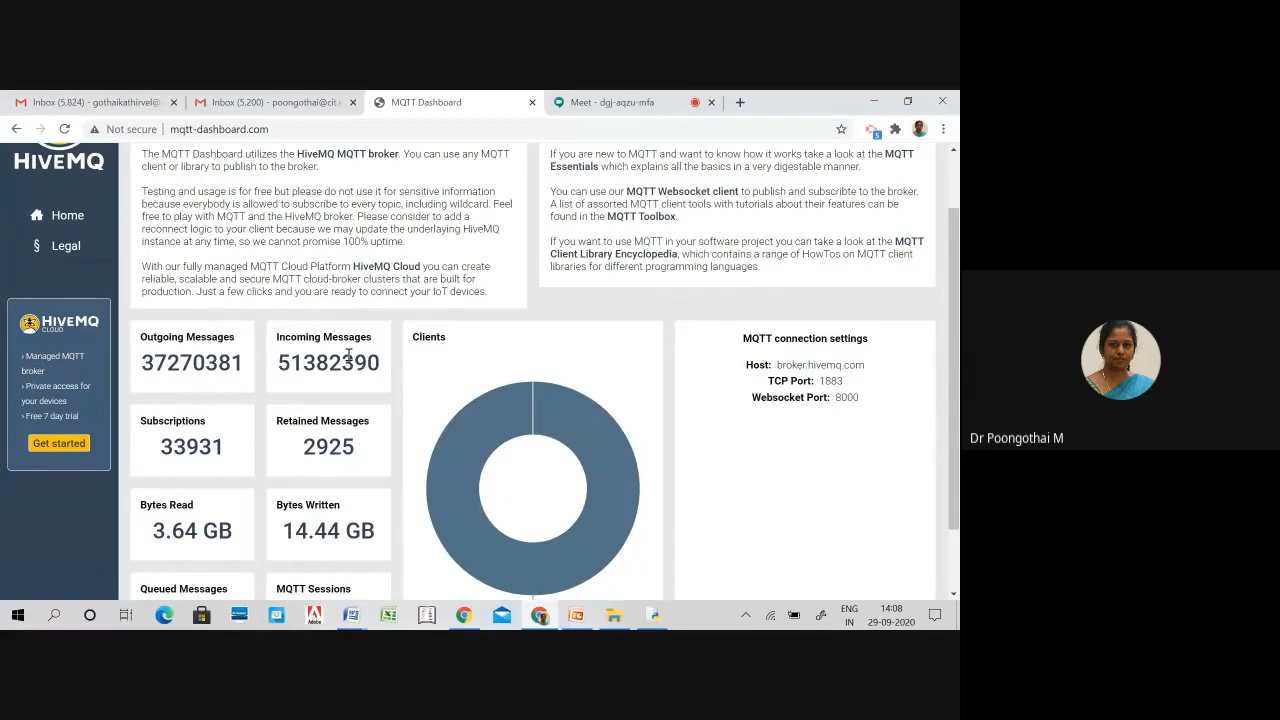 Inbox (5,824) - gothaikathirvel@
Inbox (5,200) - poongothai@cit.e
MQTT Dashboard
Meet - dgj-aqzu-mfa
Not secure
mqtt-dashboard.com
HIVEMQ
Home
§ Legal
HIVEMQ
CLOUD
› Managed MQTT
broker
› Private access for
your devices
› Free 7 day trial
Get started
The MQTT Dashboard utilizes the HiveMQ MQTT broker. You can use any MQTT
client or library to publish to the broker.
Testing and usage is for free but please do not use it for sensitive information
because everybody is allowed to subscribe to every topic, including wildcard. Feel
free to play with MQTT and the HiveMQ broker. Please consider to add a
reconnect logic to your client because we may update the underlaying HiveMQ
instance at any time, so we cannot promise 100% uptime.
With our fully managed MQTT Cloud Platform HiveMQ Cloud you can create
reliable, scalable and secure MQTT cloud-broker clusters that are built for
production. Just a few clicks and you are ready to connect your IoT devices.
If you are new to MQTT and want to know how it works take a look at the MQTT
Essentials which explains all the basics in a very digestable manner.
You can use our MQTT Websocket client to publish and subscribte to the broker.
A list of assorted MQTT client tools with tutorials about their features can be
found in the MQTT Toolbox.
If you want to use MQTT in your software project you can take a look at the MQTT
Client Library Encyclopedia, which contains a range of HowTos on MQTT client
libraries for different programming languages.
Outgoing Messages
37270381
Incoming Messages
51382390
Subscriptions
33931
Retained Messages
2925
Bytes Read
3.64 GB
Bytes Written
14.44 GB
Queued Messages
MQTT Sessions
Clients
MQTT connection settings
Host: broker.hivemq.com
TCP Port: 1883
Websocket Port: 8000
Dr Poongothai M
ENG
IN
14:08
29-09-2020